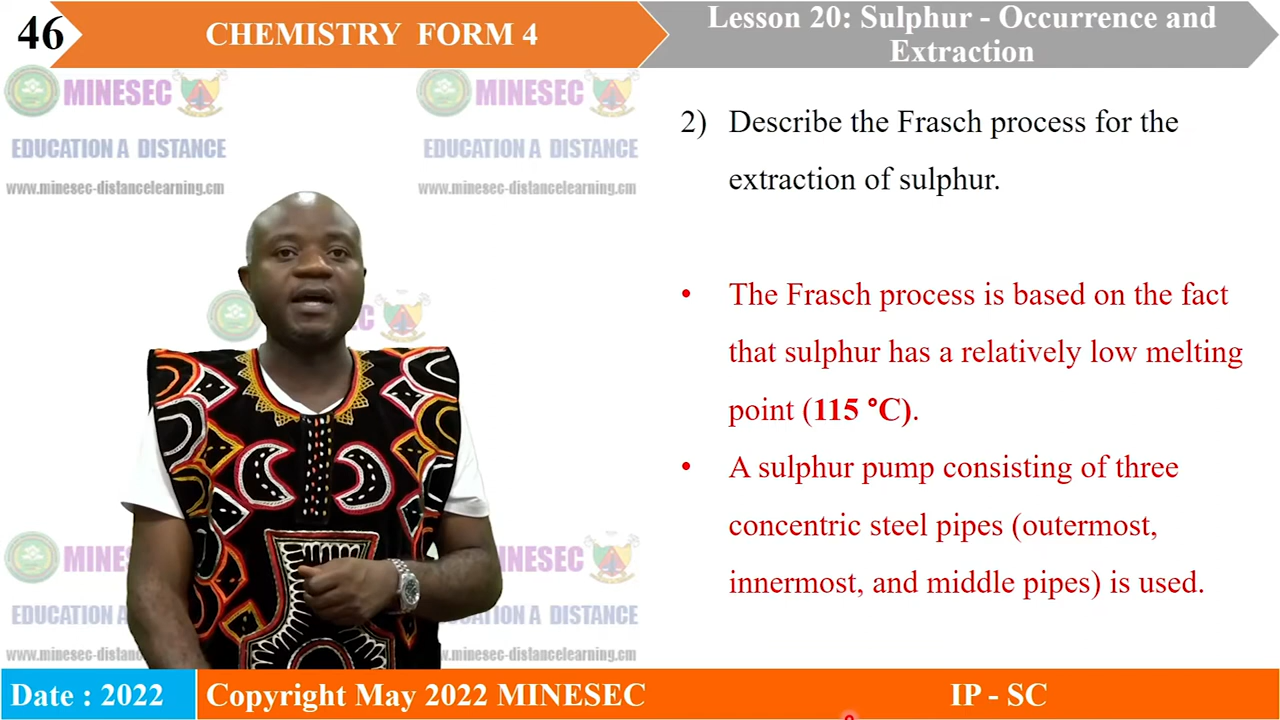 46
CHEMISTRY FORM 4
Lesson 20: Sulphur - Occurrence and
Extraction
MINESEC
MINESEC
EDUCATION A DISTANCE
EDUCATION A DISTANCE
www.minesec-distancelearning.cm
www.minesec-distancelearning.cm
2) Describe the Frasch process for the
extraction of sulphur.
• The Frasch process is based on the fact
that sulphur has a relatively low melting
point (115 °C).
• A sulphur pump consisting of three
concentric steel pipes (outermost,
innermost, and middle pipes) is used.
Date : 2022
Copyright May 2022 MINESEC
IP - SC